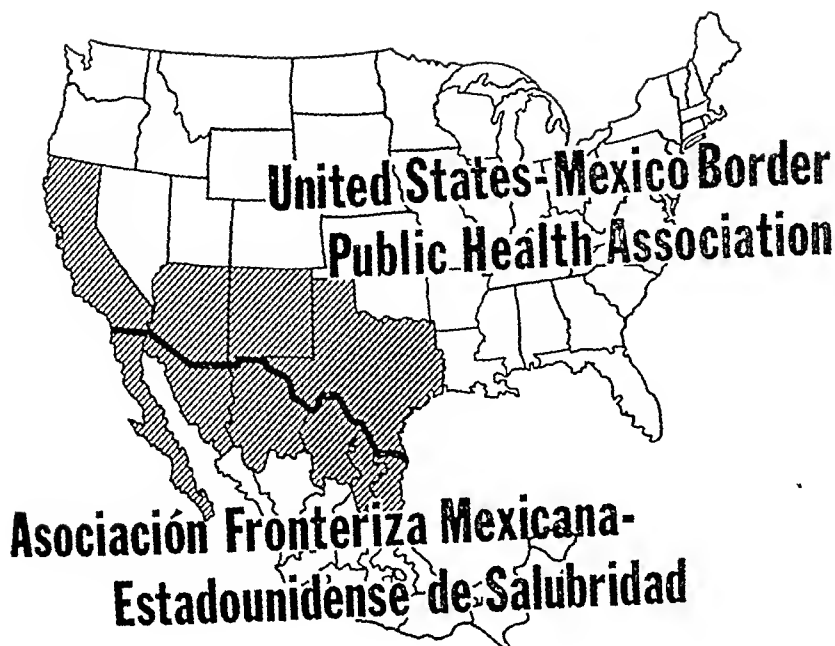 United States-Mexico Border
Public Health Association
Asociación Fronteriza Mexicana-
Estadounidense de Salubridad